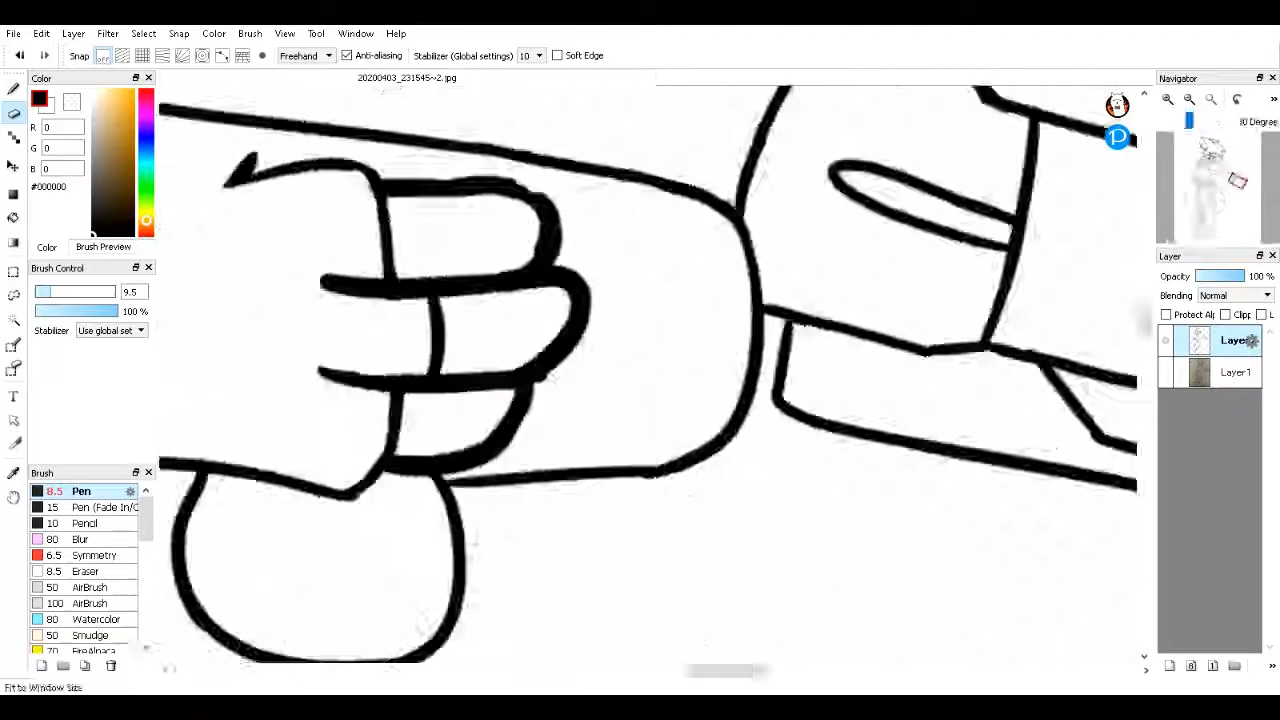 File Edit Layer Filter Select Snap Color Brush View Tool Window Help
Snap off Freehand Anti-aliasing Stabilizer (Global settings) 10 Soft Edge
Color
20200403_231545~2.jpg
Navigator
R 0
G 0
B 0
#000000
Color Brush Preview
Brush Control
9.5
100 %
Stabilizer Use global set
Brush
8.5 Pen
15 Pen (Fade In/O
10 Pencil
80 Blur
6.5 Symmetry
8.5 Eraser
50 AirBrush
100 AirBrush
80 Watercolor
50 Smudge
70 FireAlpaca
Fit to Window Size
Degree
Layer
Opacity 100 %
Blending Normal
Protect Al Clip L
Laye
Layer1